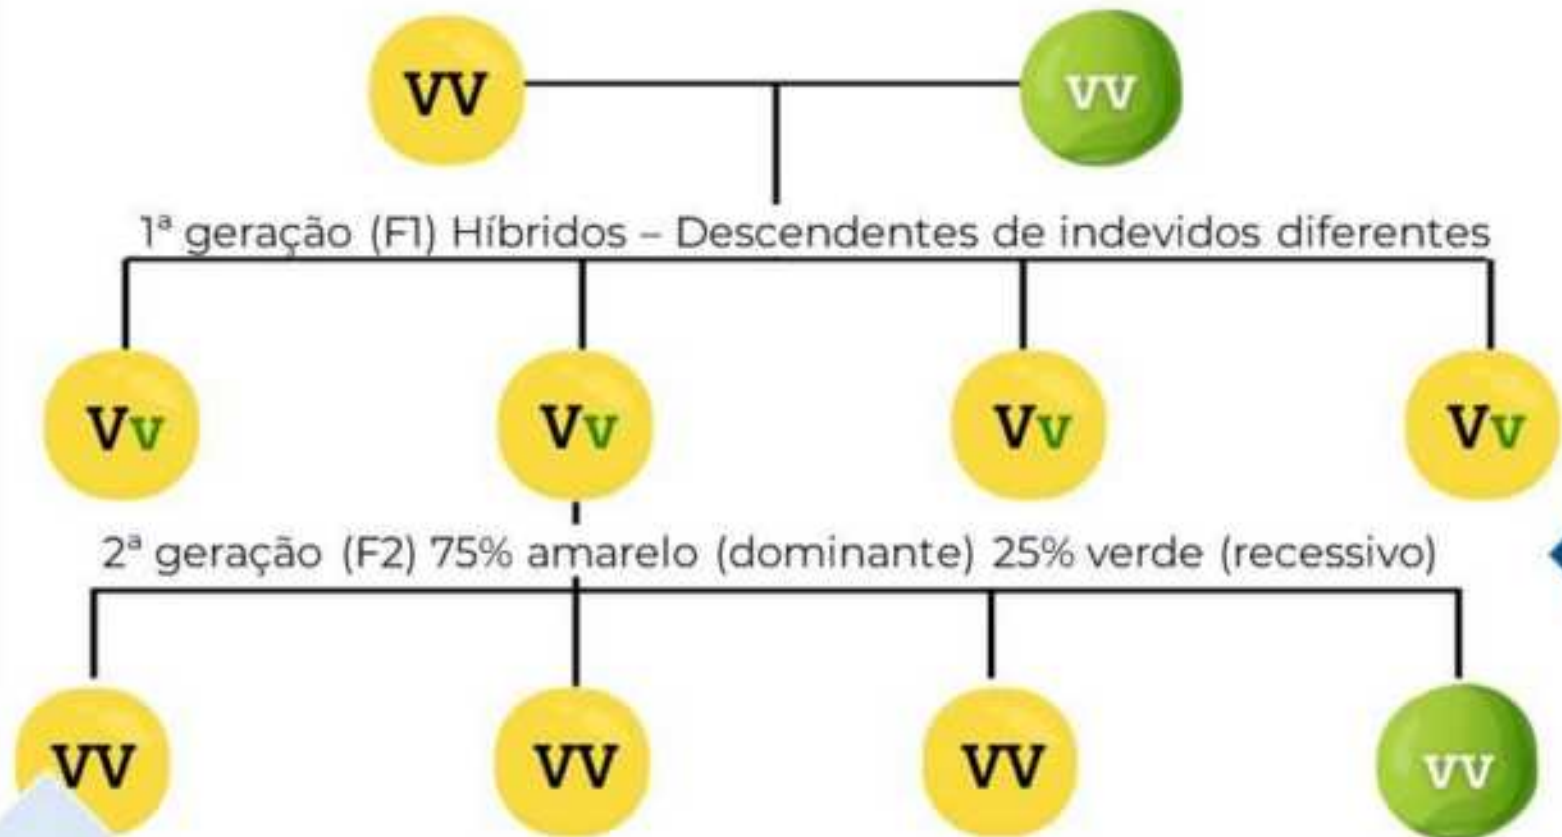 VV vv
1ª geração (F1) Híbridos – Descendentes de indevidos diferentes
Vv Vv Vv Vv
2ª geração (F2) 75% amarelo (dominante) 25% verde (recessivo)
VV VV VV vv